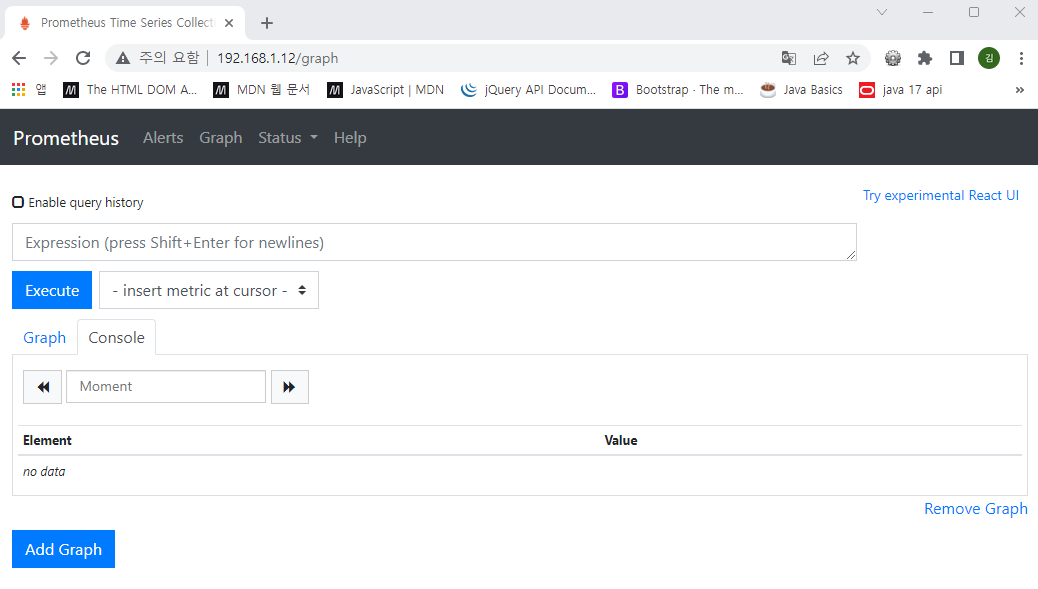 Prometheus Time Series Collecti
주의 요함 192.168.1.12/graph
김
앱 The HTML DOM A... MDN 웹 문서 JavaScript | MDN jQuery API Docum... Bootstrap · The m... Java Basics java 17 api »
Prometheus Alerts Graph Status Help
Enable query history
Try experimental React UI
Expression (press Shift+Enter for newlines)
Execute - insert metric at cursor -
Graph Console
Moment
Element Value
no data
Remove Graph
Add Graph